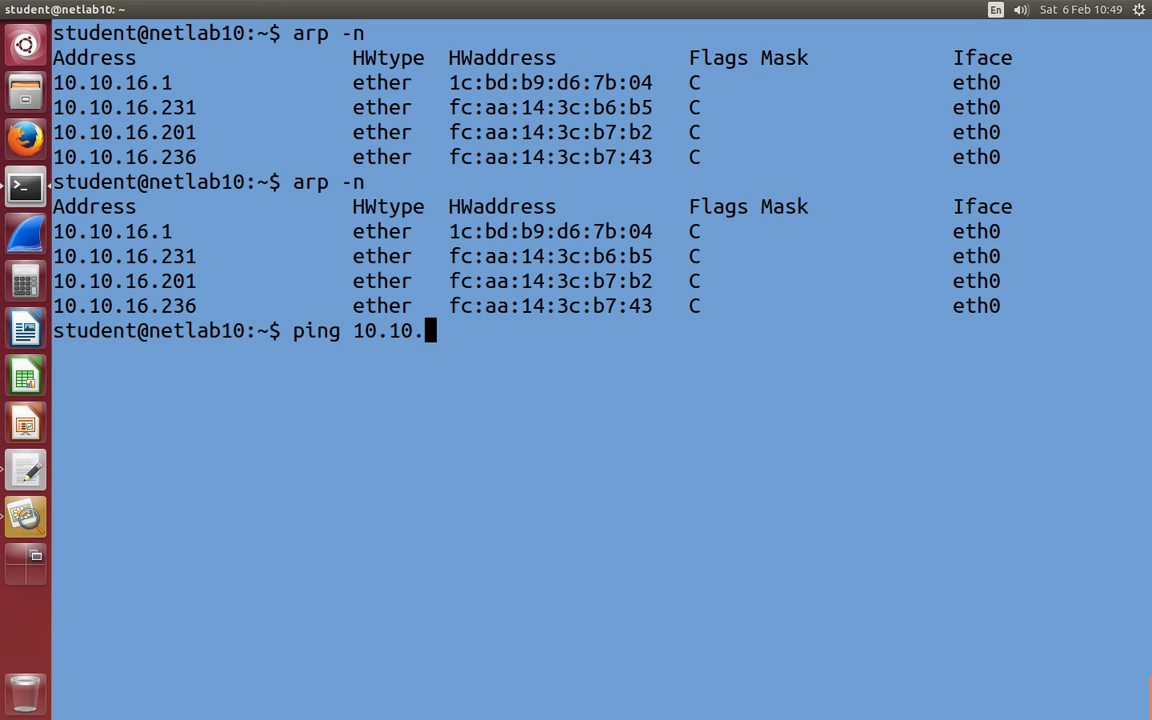 student@netlab10: ~ En Sat 6 Feb 10:49
student@netlab10:~$ arp -n
Address HWtype HWaddress Flags Mask Iface
10.10.16.1 ether 1c:bd:b9:d6:7b:04 C eth0
10.10.16.231 ether fc:aa:14:3c:b6:b5 C eth0
10.10.16.201 ether fc:aa:14:3c:b7:b2 C eth0
10.10.16.236 ether fc:aa:14:3c:b7:43 C eth0
student@netlab10:~$ arp -n
Address HWtype HWaddress Flags Mask Iface
10.10.16.1 ether 1c:bd:b9:d6:7b:04 C eth0
10.10.16.231 ether fc:aa:14:3c:b6:b5 C eth0
10.10.16.201 ether fc:aa:14:3c:b7:b2 C eth0
10.10.16.236 ether fc:aa:14:3c:b7:43 C eth0
student@netlab10:~$ ping 10.10.